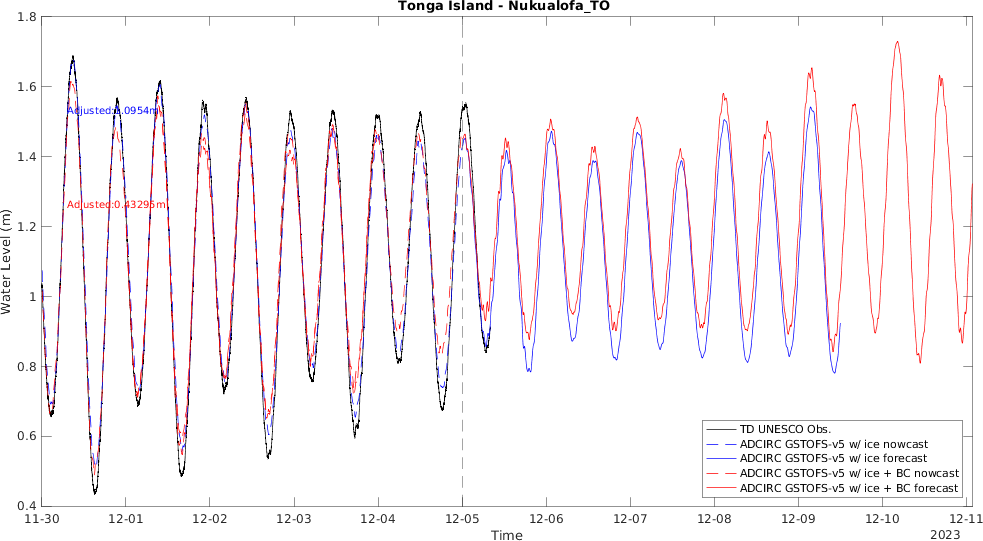 Tonga Island - Nukualofa_TO
1.8
1.6
1.4
1.2
1
0.8
0.6
0.4
Water Level (m)
Adjusted:0.43295m
11-30
12-01
12-02
12-03
12-04
12-05
12-06
12-07
12-08
12-09
12-10
12-11
Time
2023
TD UNESCO Obs.
ADCIRC GSTOFS-v5 w/ ice nowcast
ADCIRC GSTOFS-v5 w/ ice forecast
ADCIRC GSTOFS-v5 w/ ice + BC nowcast
ADCIRC GSTOFS-v5 w/ ice + BC forecast